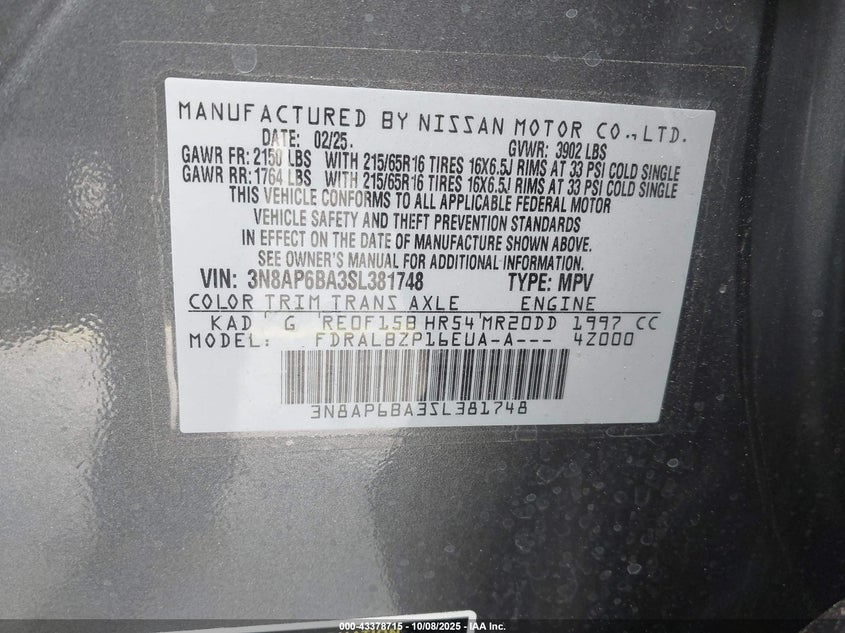 MANUFACTURED BY NISSAN MOTOR CO.,LTD.
DATE: 02/25. GVWR: 3902 LBS
GAWR FR: 2150 LBS WITH 215/65R16 TIRES 16X6.5J RIMS AT 33 PSI COLD SINGLE
GAWR RR: 1764 LBS WITH 215/65R16 TIRES 16X6.5J RIMS AT 33 PSI COLD SINGLE
THIS VEHICLE CONFORMS TO ALL APPLICABLE FEDERAL MOTOR
VEHICLE SAFETY AND THEFT PREVENTION STANDARDS
IN EFFECT ON THE DATE OF MANUFACTURE SHOWN ABOVE.
SEE OWNER'S MANUAL FOR ADDITIONAL INFORMATION
VIN: 3N8AP6BA3SL381748 TYPE: MPV
COLOR TRIM TRANS AXLE ENGINE
KAD G RE0F15B HR54 MR20DD 1997 CC
MODEL: FDRALBZP16EUA-A--- 4Z000
3N8AP6BA3SL381748
000-43378715 - 10/08/2025 - IAA, Inc.